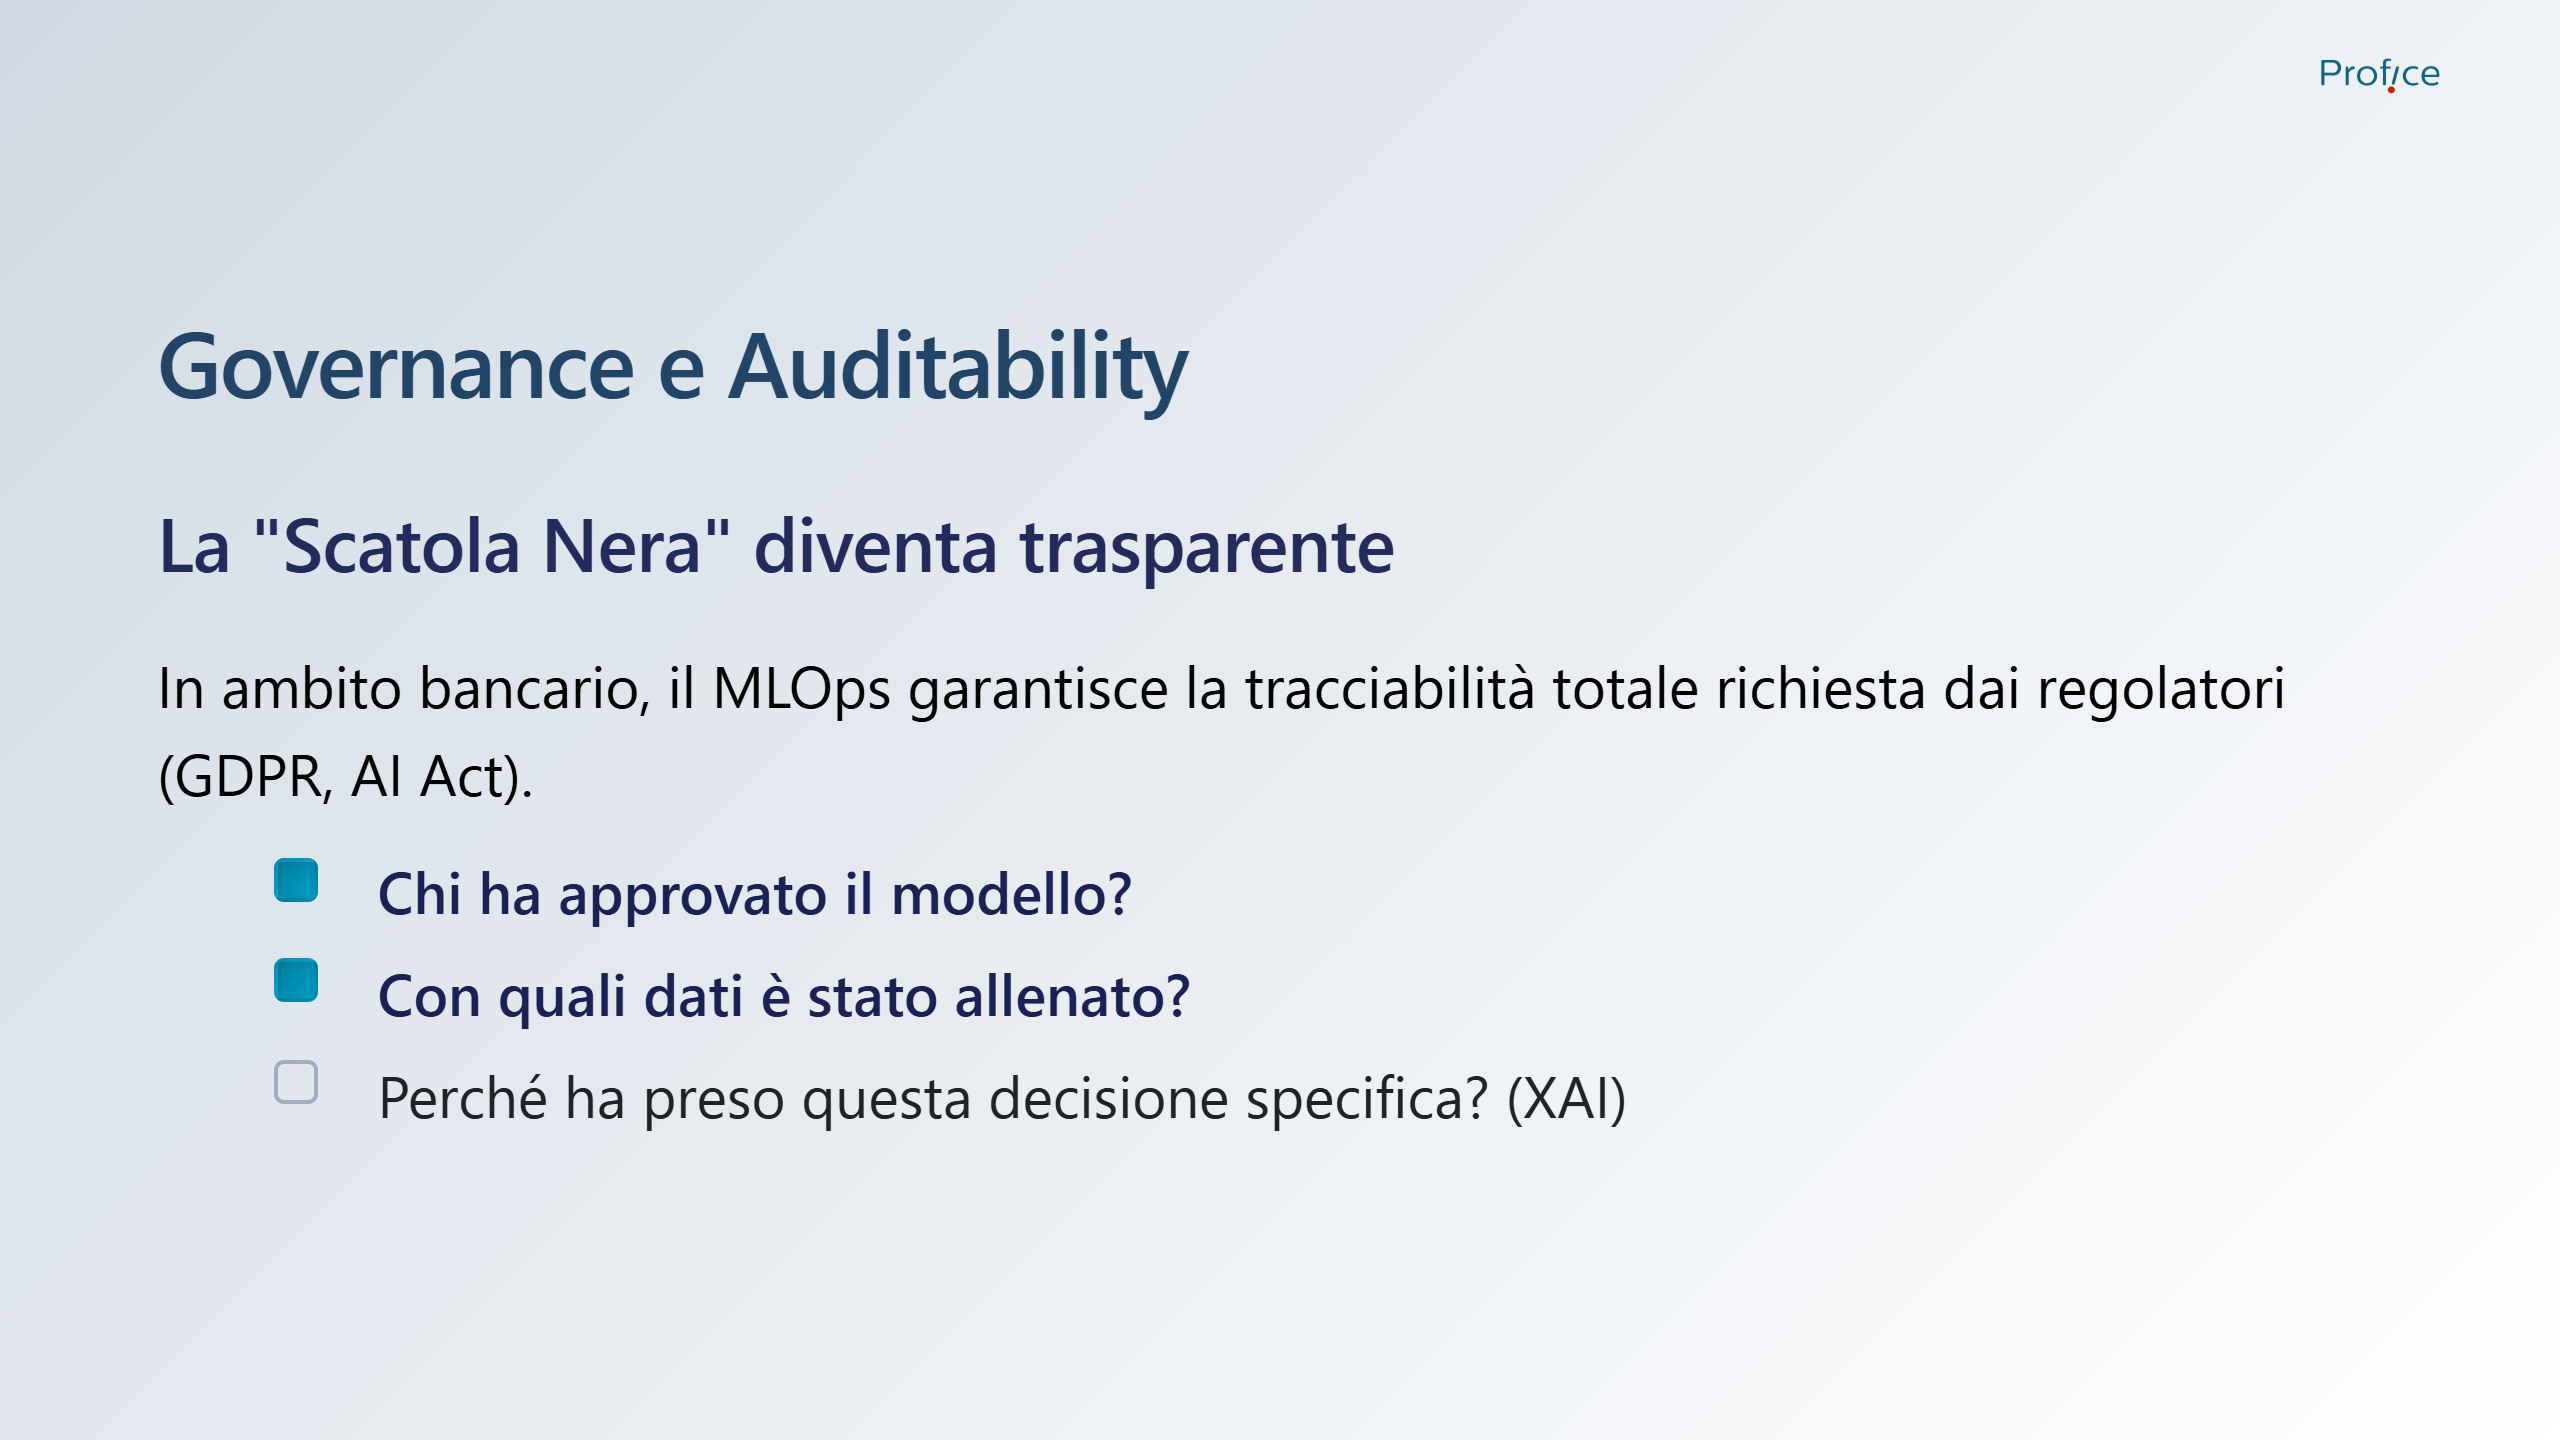 Profice
Governance e Auditability
La "Scatola Nera" diventa trasparente
In ambito bancario, il MLOps garantisce la tracciabilità totale richiesta dai regolatori
(GDPR, AI Act).
Chi ha approvato il modello?
Con quali dati è stato allenato?
Perché ha preso questa decisione specifica? (XAI)